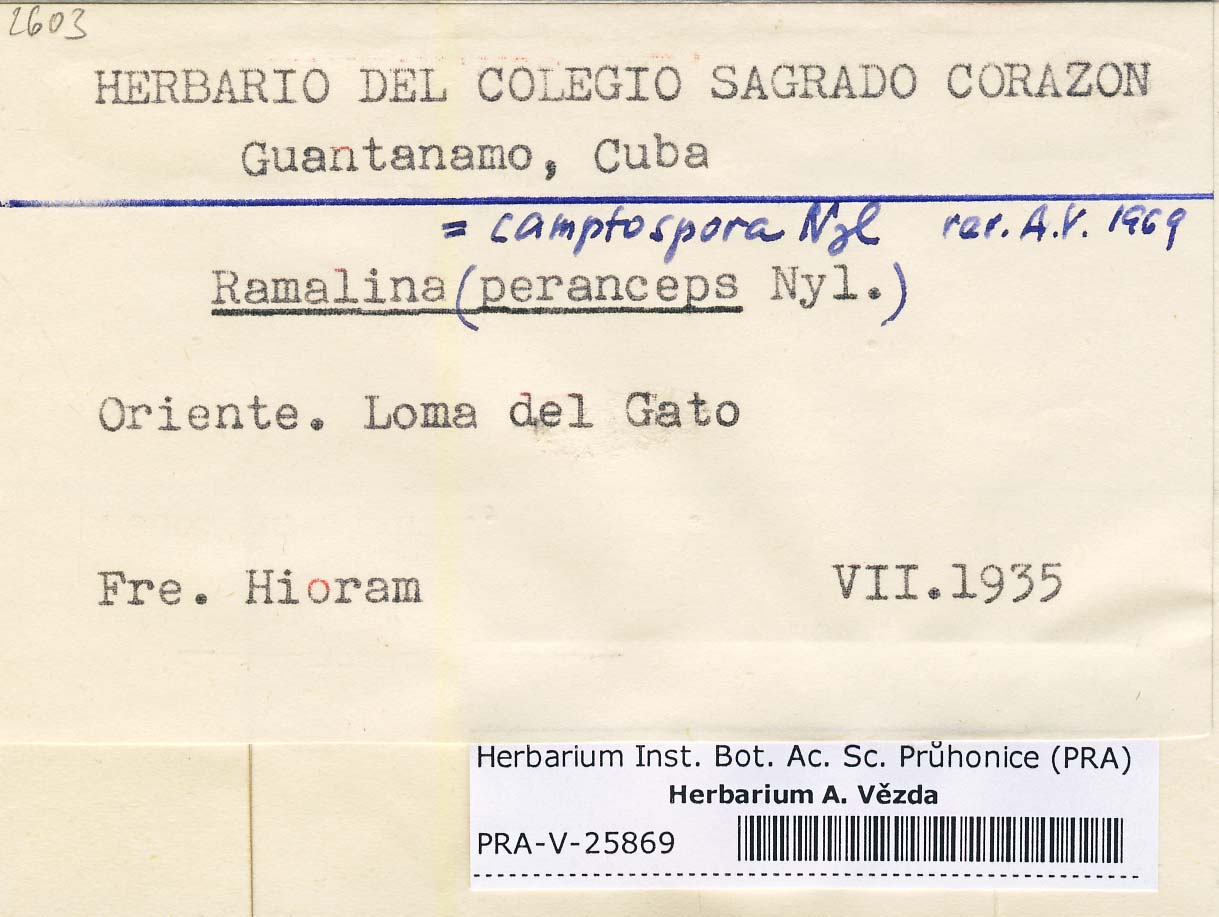 2603
HERBARIO DEL COLEGIO SAGRADO CORAZON
Guantanamo, Cuba
= camptospora Nyl rev. A.V. 1969
Ramalina (peranceps Nyl.)
Oriente. Loma del Gato
Fre. Hioram VII.1935
Herbarium Inst. Bot. Ac. Sc. Průhonice (PRA)
Herbarium A. Vězda
PRA-V-25869